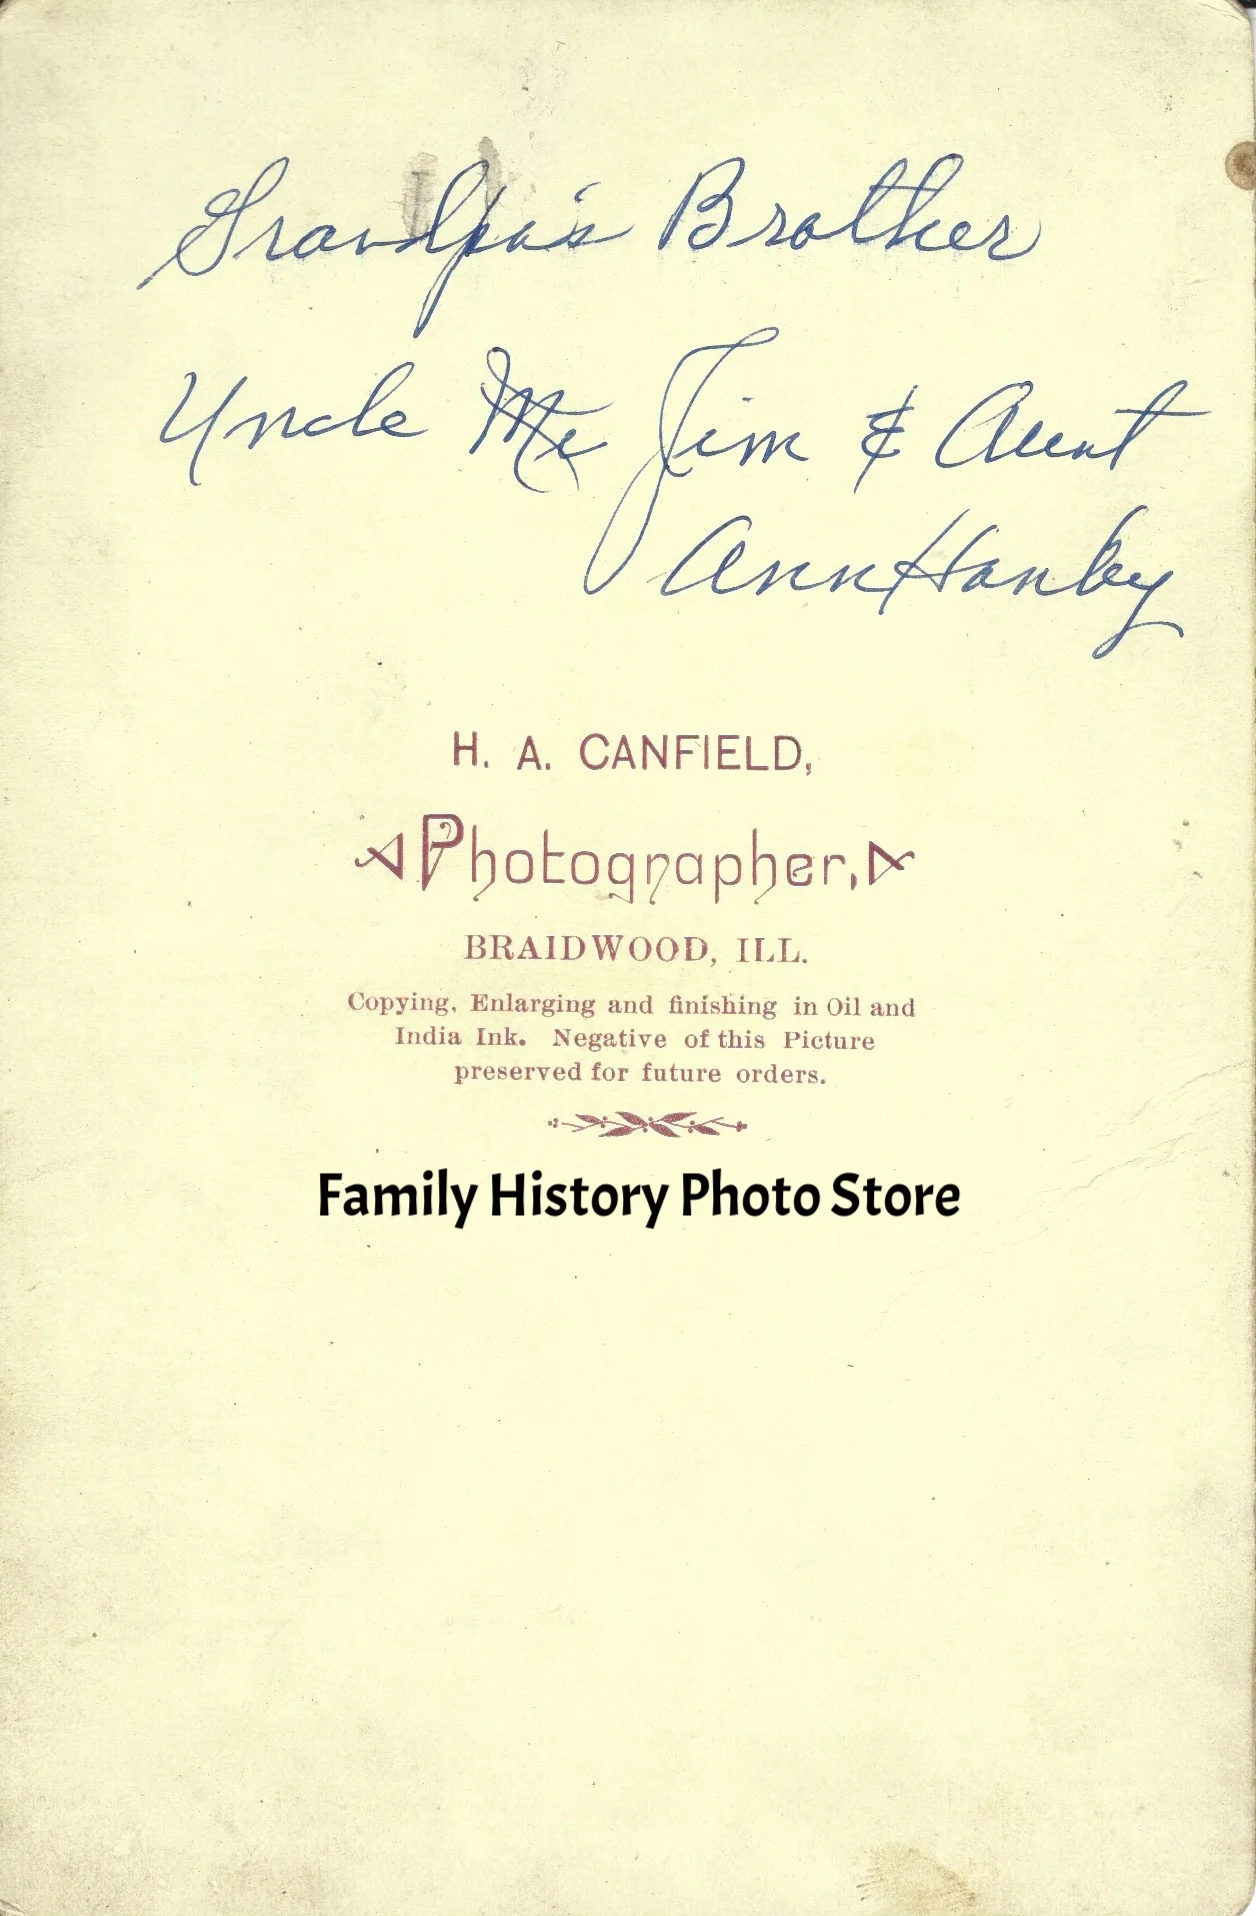 Grandpa's Brother
Uncle Jim & Aunt
Ann Hanby
H. A. CANFIELD,
Photographer,
BRAIDWOOD, ILL.
Copying, Enlarging and finishing in Oil and
India Ink. Negative of this Picture
preserved for future orders.
Family History Photo Store